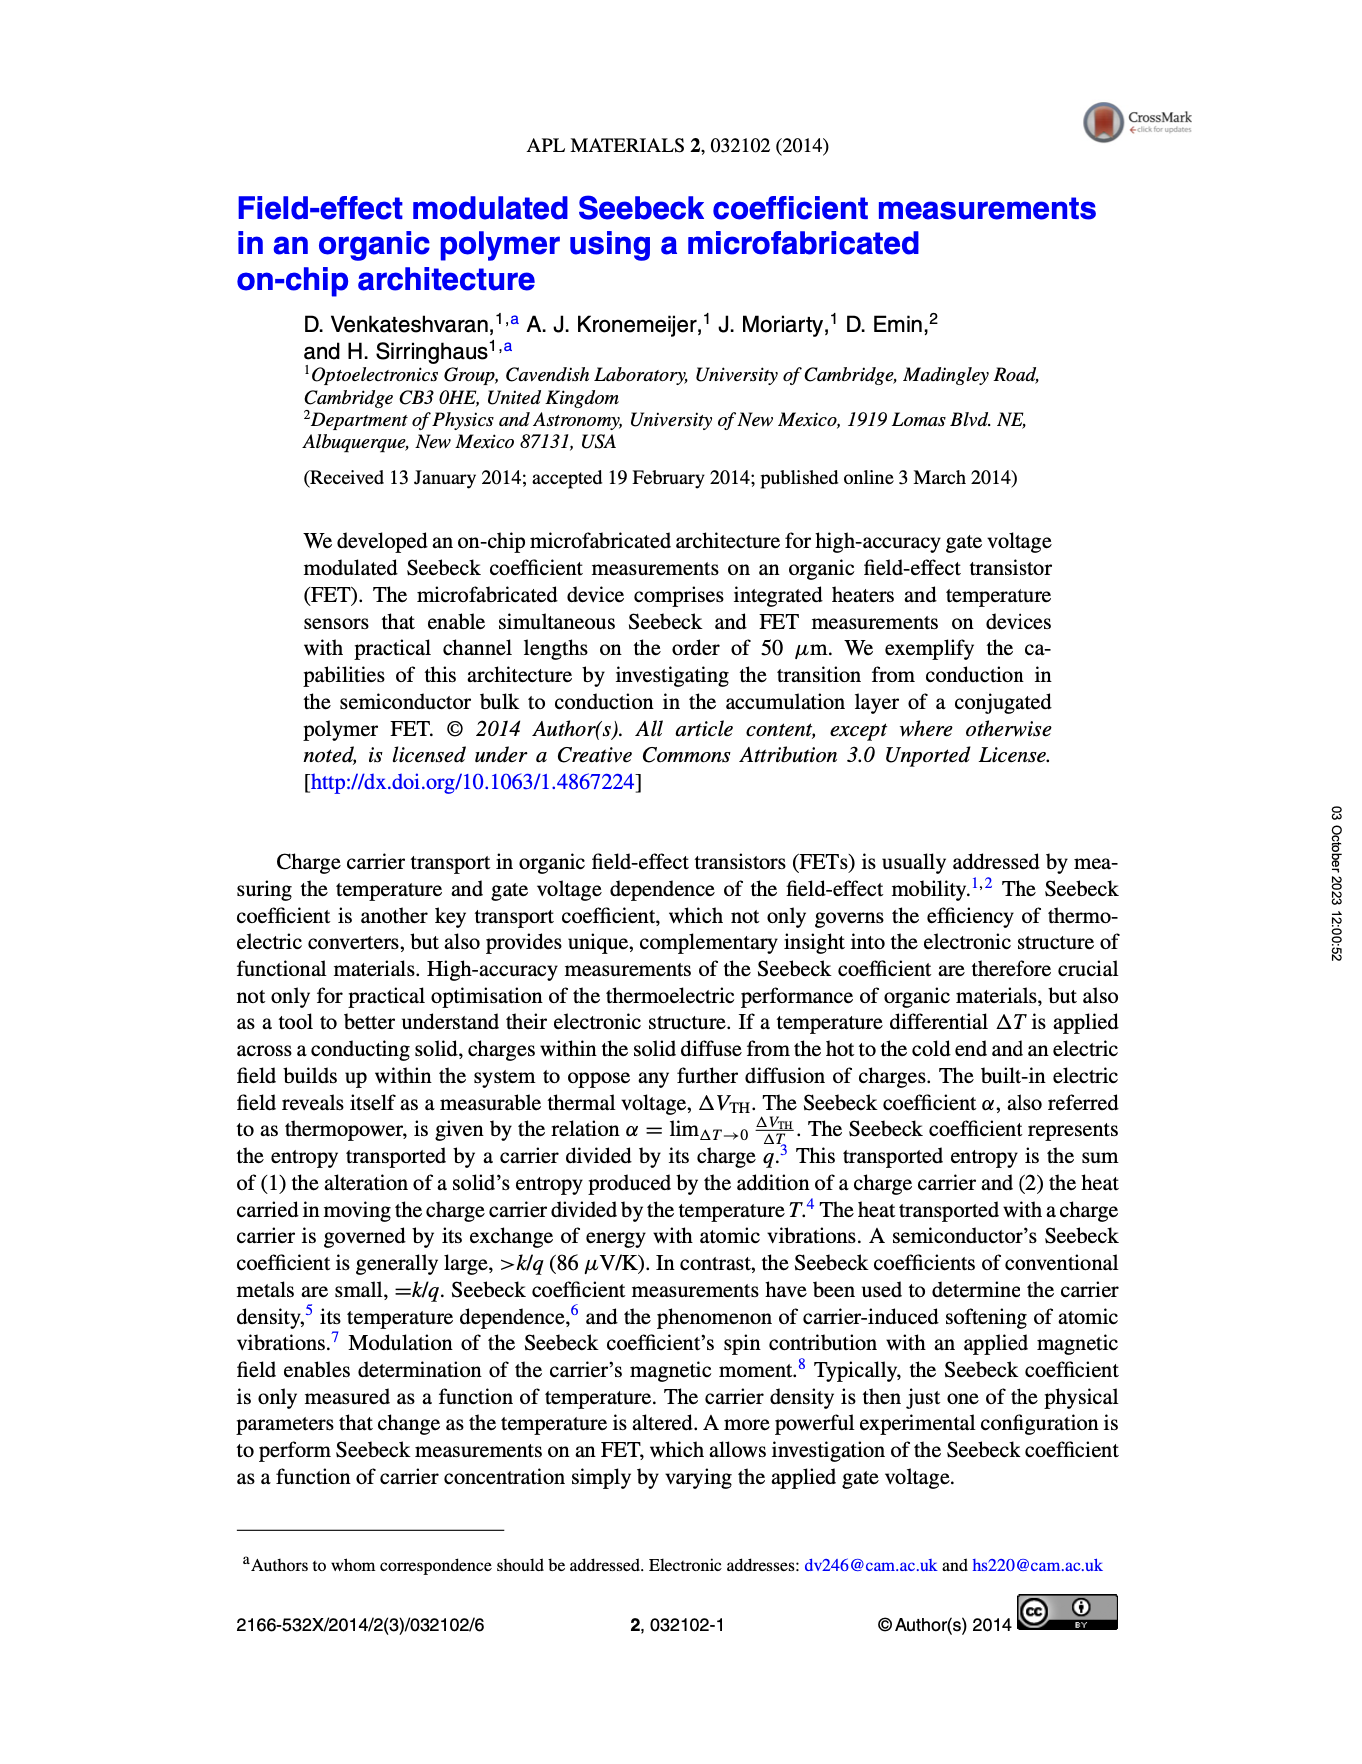 CrossMark
click for updates
APL MATERIALS 2, 032102 (2014)
Field-effect modulated Seebeck coefficient measurements
in an organic polymer using a microfabricated
on-chip architecture
D. Venkateshvaran,1,a A. J. Kronemeijer,1 J. Moriarty,1 D. Emin,2
and H. Sirringhaus1,a
1Optoelectronics Group, Cavendish Laboratory, University of Cambridge, Madingley Road,
Cambridge CB3 0HE, United Kingdom
2Department of Physics and Astronomy, University of New Mexico, 1919 Lomas Blvd. NE,
Albuquerque, New Mexico 87131, USA
(Received 13 January 2014; accepted 19 February 2014; published online 3 March 2014)
We developed an on-chip microfabricated architecture for high-accuracy gate voltage
modulated Seebeck coefficient measurements on an organic field-effect transistor
(FET). The microfabricated device comprises integrated heaters and temperature
sensors that enable simultaneous Seebeck and FET measurements on devices
with practical channel lengths on the order of 50 μm. We exemplify the ca-
pabilities of this architecture by investigating the transition from conduction in
the semiconductor bulk to conduction in the accumulation layer of a conjugated
polymer FET. © 2014 Author(s). All article content, except where otherwise
noted, is licensed under a Creative Commons Attribution 3.0 Unported License.
[http://dx.doi.org/10.1063/1.4867224]
Charge carrier transport in organic field-effect transistors (FETs) is usually addressed by mea-
suring the temperature and gate voltage dependence of the field-effect mobility.1,2 The Seebeck
coefficient is another key transport coefficient, which not only governs the efficiency of thermo-
electric converters, but also provides unique, complementary insight into the electronic structure of
functional materials. High-accuracy measurements of the Seebeck coefficient are therefore crucial
not only for practical optimisation of the thermoelectric performance of organic materials, but also
as a tool to better understand their electronic structure. If a temperature differential ΔT is applied
across a conducting solid, charges within the solid diffuse from the hot to the cold end and an electric
field builds up within the system to oppose any further diffusion of charges. The built-in electric
field reveals itself as a measurable thermal voltage, ΔVTH. The Seebeck coefficient α, also referred
to as thermopower, is given by the relation α = limΔT→0 ΔVTH/ΔT. The Seebeck coefficient represents
the entropy transported by a carrier divided by its charge q.3 This transported entropy is the sum
of (1) the alteration of a solid's entropy produced by the addition of a charge carrier and (2) the heat
carried in moving the charge carrier divided by the temperature T.4 The heat transported with a charge
carrier is governed by its exchange of energy with atomic vibrations. A semiconductor's Seebeck
coefficient is generally large, >k/q (86 μV/K). In contrast, the Seebeck coefficients of conventional
metals are small, =k/q. Seebeck coefficient measurements have been used to determine the carrier
density,5 its temperature dependence,6 and the phenomenon of carrier-induced softening of atomic
vibrations.7 Modulation of the Seebeck coefficient's spin contribution with an applied magnetic
field enables determination of the carrier's magnetic moment.8 Typically, the Seebeck coefficient
is only measured as a function of temperature. The carrier density is then just one of the physical
parameters that change as the temperature is altered. A more powerful experimental configuration is
to perform Seebeck measurements on an FET, which allows investigation of the Seebeck coefficient
as a function of carrier concentration simply by varying the applied gate voltage.
aAuthors to whom correspondence should be addressed. Electronic addresses: dv246@cam.ac.uk and hs220@cam.ac.uk
2166-532X/2014/2(3)/032102/6
2, 032102-1
© Author(s) 2014
cc BY
03 October 2023 12:00:52